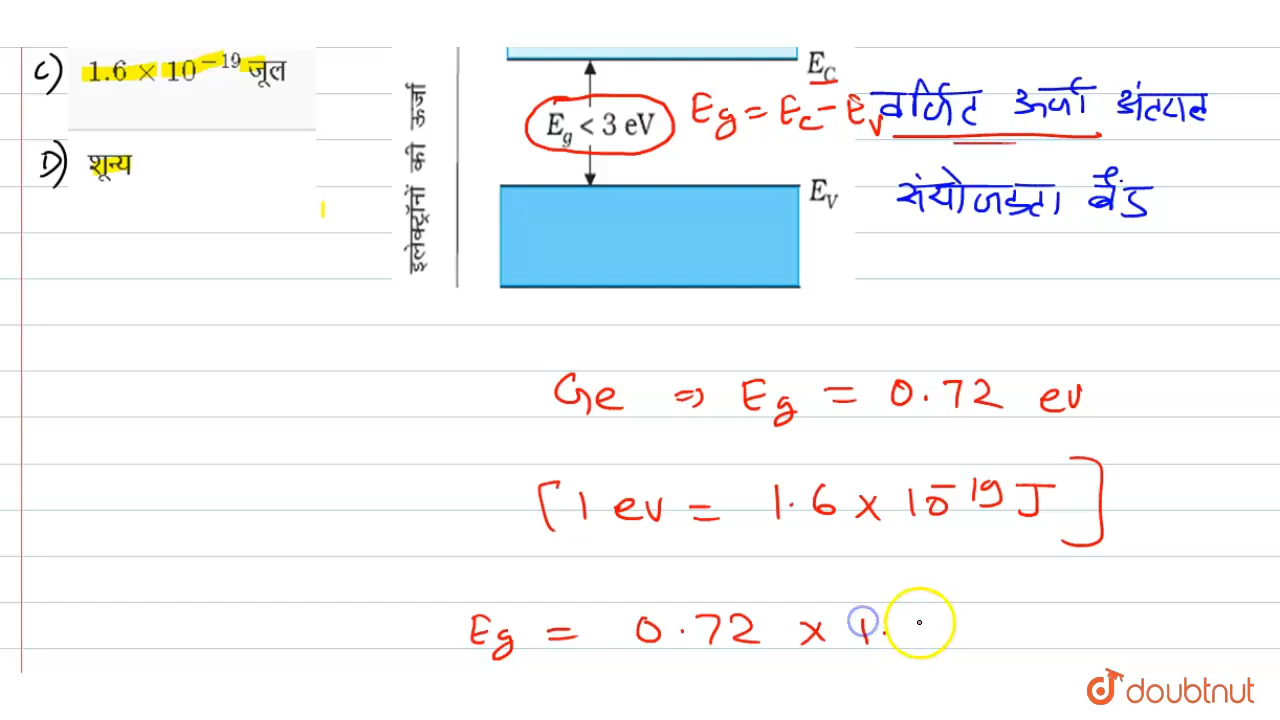 C) 1.6 × 10⁻¹⁹ जूल
D) शून्य
इलेक्ट्रॉनों की ऊर्जा
E_C
E_g < 3 eV
E_g = E_C - E_V
वर्जित ऊर्जा अंतराल
E_V
संयोजकता बैंड
Ge ⇒ E_g = 0.72 ev
[1 ev = 1.6 × 10⁻¹⁹ J]
E_g = 0.72 × 1.
doubtnut